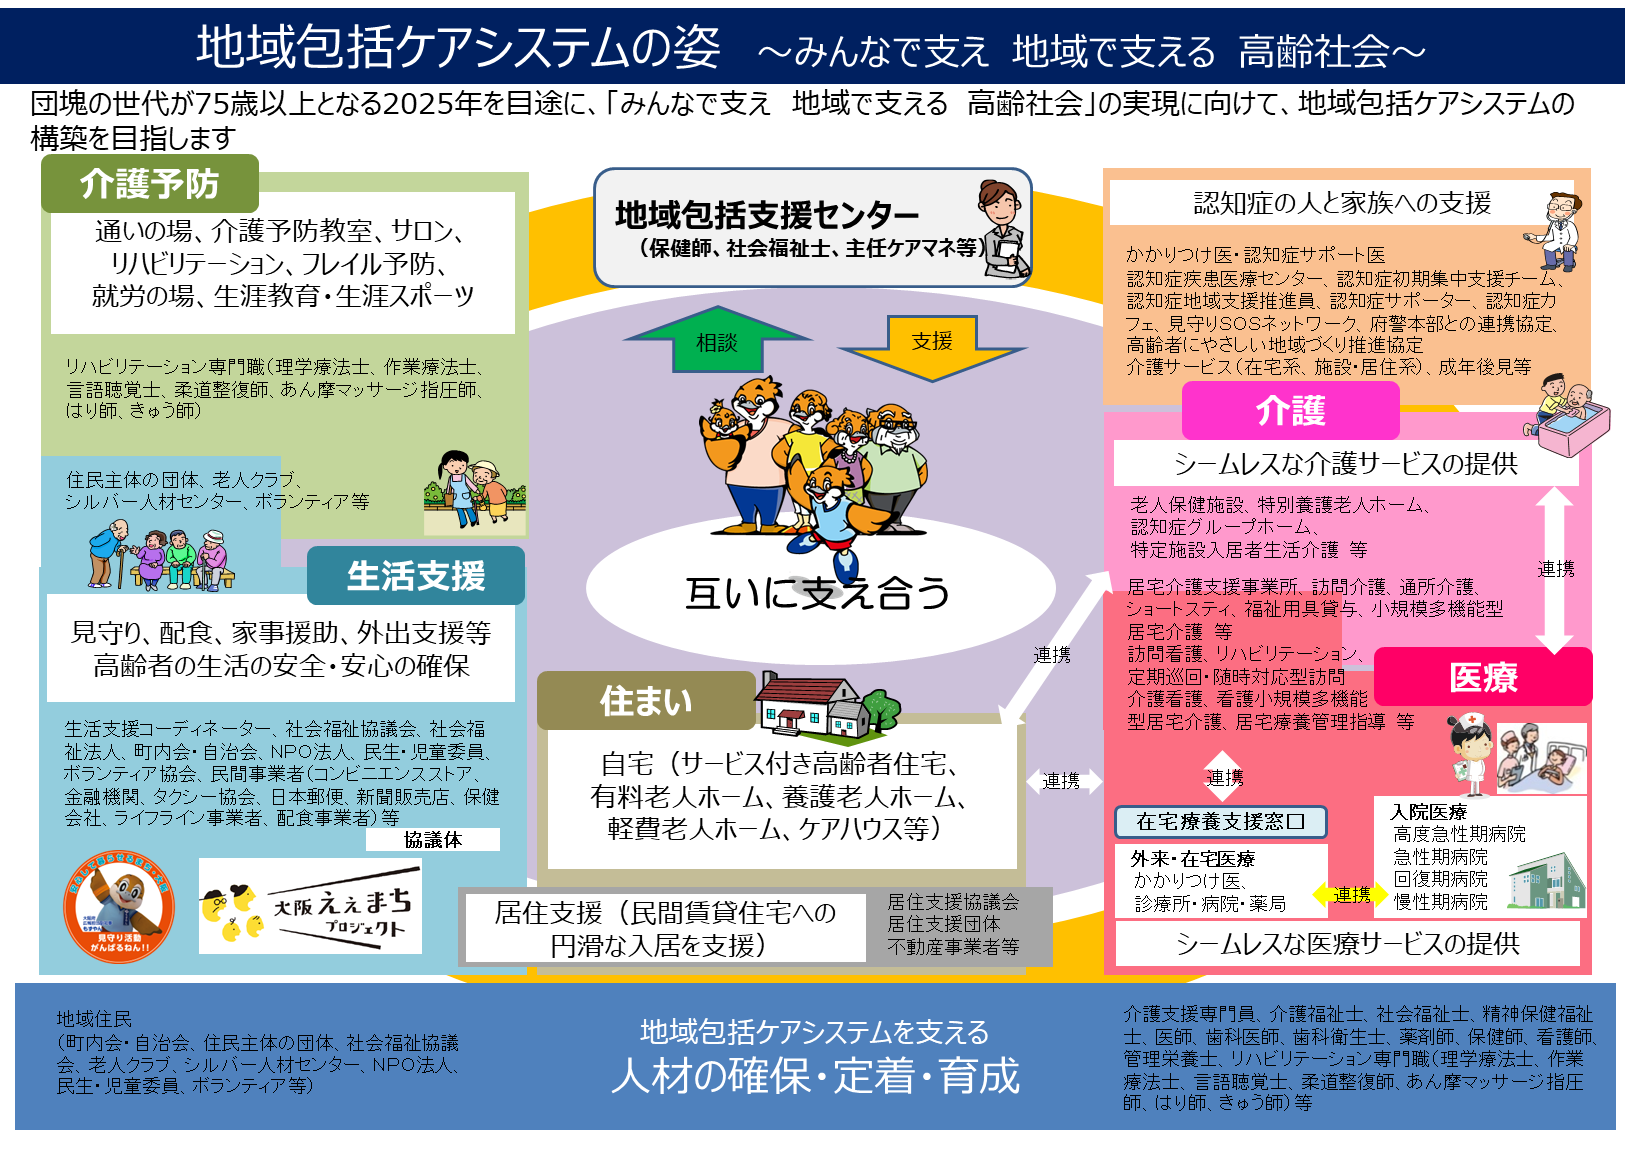 地域包括ケアシステムの姿　～みんなで支え 地域で支える 高齢社会～
団塊の世代が75歳以上となる2025年を目途に、「みんなで支え　地域で支える　高齢社会」の実現に向けて、地域包括ケアシステムの
構築を目指します
介護予防
通いの場、介護予防教室、サロン、
リハビリテーション、フレイル予防、
就労の場、生涯教育・生涯スポーツ
リハビリテーション専門職（理学療法士、作業療法士、
言語聴覚士、柔道整復師、あん摩マッサージ指圧師、
はり師、きゅう師）
住民主体の団体、老人クラブ、
シルバー人材センター、ボランティア等
生活支援
見守り、配食、家事援助、外出支援等
高齢者の生活の安全・安心の確保
生活支援コーディネーター、社会福祉協議会、社会福
祉法人、町内会・自治会、NPO法人、民生・児童委員、
ボランティア協会、民間事業者（コンビニエンスストア、
金融機関、タクシー協会、日本郵便、新聞販売店、保健
会社、ライフライン事業者、配食事業者）等
協議体
見守り活動
がんばるねん!!
大阪ええまち
プロジェクト
地域包括支援センター
（保健師、社会福祉士、主任ケアマネ等）
相談
支援
互いに支え合う
住まい
自宅（サービス付き高齢者住宅、
有料老人ホーム、養護老人ホーム、
軽費老人ホーム、ケアハウス等）
居住支援（民間賃貸住宅への
円滑な入居を支援）
居住支援協議会
居住支援団体
不動産事業者等
連携
連携
認知症の人と家族への支援
かかりつけ医・認知症サポート医
認知症疾患医療センター、認知症初期集中支援チーム、
認知症地域支援推進員、認知症サポーター、認知症カ
フェ、見守りSOSネットワーク、府警本部との連携協定、
高齢者にやさしい地域づくり推進協定
介護サービス（在宅系、施設・居住系）、成年後見等
介護
シームレスな介護サービスの提供
老人保健施設、特別養護老人ホーム、
認知症グループホーム、
特定施設入居者生活介護 等
連携
居宅介護支援事業所、訪問介護、通所介護、
ショートスティ、福祉用具貸与、小規模多機能型
居宅介護 等
訪問看護、リハビリテーション、
定期巡回・随時対応型訪問
介護看護、看護小規模多機能
型居宅介護、居宅療養管理指導 等
医療
連携
在宅療養支援窓口
外来・在宅医療
かかりつけ医、
診療所・病院・薬局
連携
入院医療
高度急性期病院
急性期病院
回復期病院
慢性期病院
シームレスな医療サービスの提供
地域住民
（町内会・自治会、住民主体の団体、社会福祉協議
会、老人クラブ、シルバー人材センター、NPO法人、
民生・児童委員、ボランティア等）
地域包括ケアシステムを支える
人材の確保・定着・育成
介護支援専門員、介護福祉士、社会福祉士、精神保健福祉
士、医師、歯科医師、歯科衛生士、薬剤師、保健師、看護師、
管理栄養士、リハビリテーション専門職（理学療法士、作業
療法士、言語聴覚士、柔道整復師、あん摩マッサージ指圧
師、はり師、きゅう師）等